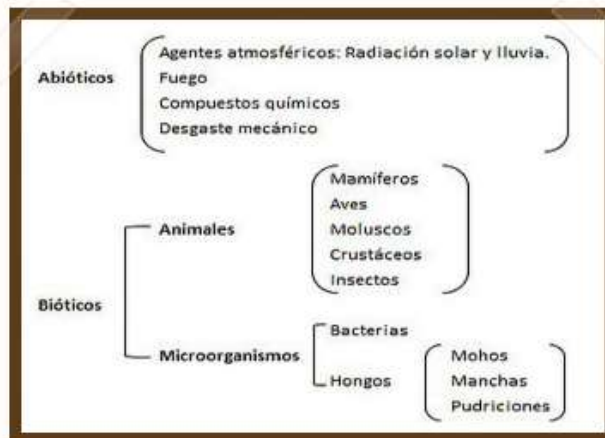 Abióticos
Agentes atmosféricos: Radiación solar y lluvia.
Fuego
Compuestos químicos
Desgaste mecánico
Bióticos
Animales
Mamíferos
Aves
Moluscos
Crustáceos
Insectos
Microorganismos
Bacterias
Hongos
Mohos
Manchas
Pudriciones